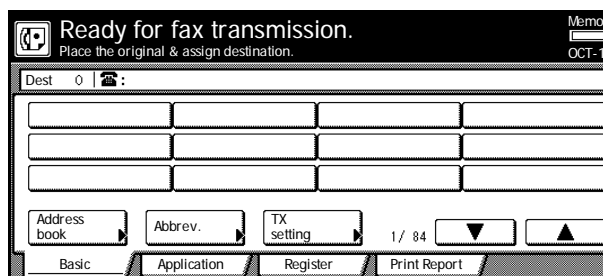 Ready for fax transmission.
Memo
Place the original & assign destination.
OCT-1
Dest 0 ☎:
Address book
Abbrev.
TX setting
1/ 84
Basic
Application
Register
Print Report